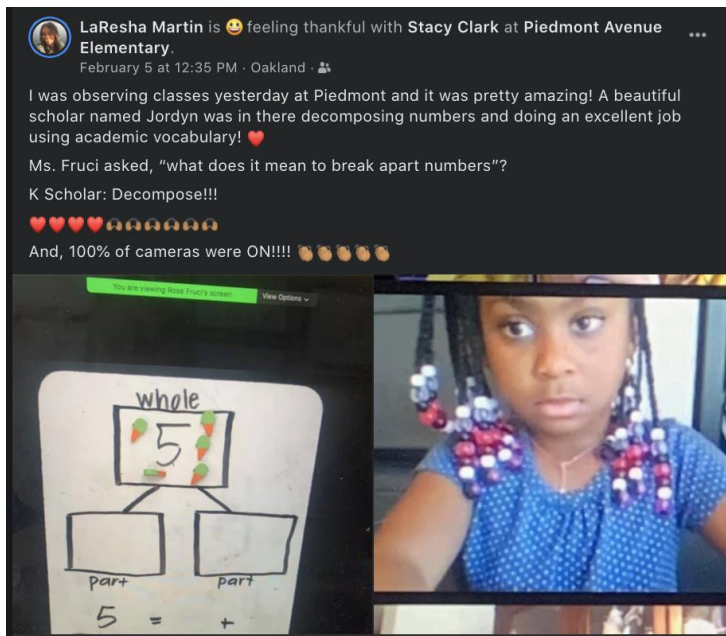 LaResha Martin is 😀 feeling thankful with Stacy Clark at Piedmont Avenue
Elementary.
February 5 at 12:35 PM · Oakland ·
I was observing classes yesterday at Piedmont and it was pretty amazing! A beautiful
scholar named Jordyn was in there decomposing numbers and doing an excellent job
using academic vocabulary! ❤️
Ms. Fruci asked, “what does it mean to break apart numbers”?
K Scholar: Decompose!!!
And, 100% of cameras were ON!!!! 👏🏽👏🏽👏🏽👏🏽👏🏽
You are viewing Rose Fruci's screen
View Options
whole
5
part
part
5 = +